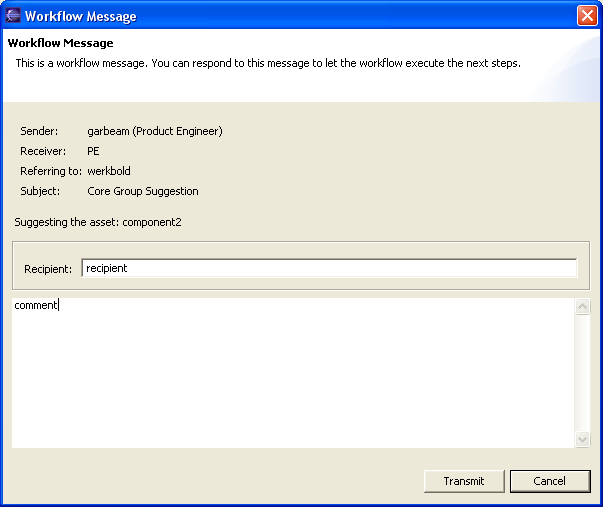 Workflow Message
Workflow Message
This is a workflow message. You can respond to this message to let the workflow execute the next steps.
Sender: garbeam (Product Engineer)
Receiver: PE
Referring to: werkbold
Subject: Core Group Suggestion
Suggesting the asset: component2
Recipient: recipient
comment
Transmit Cancel